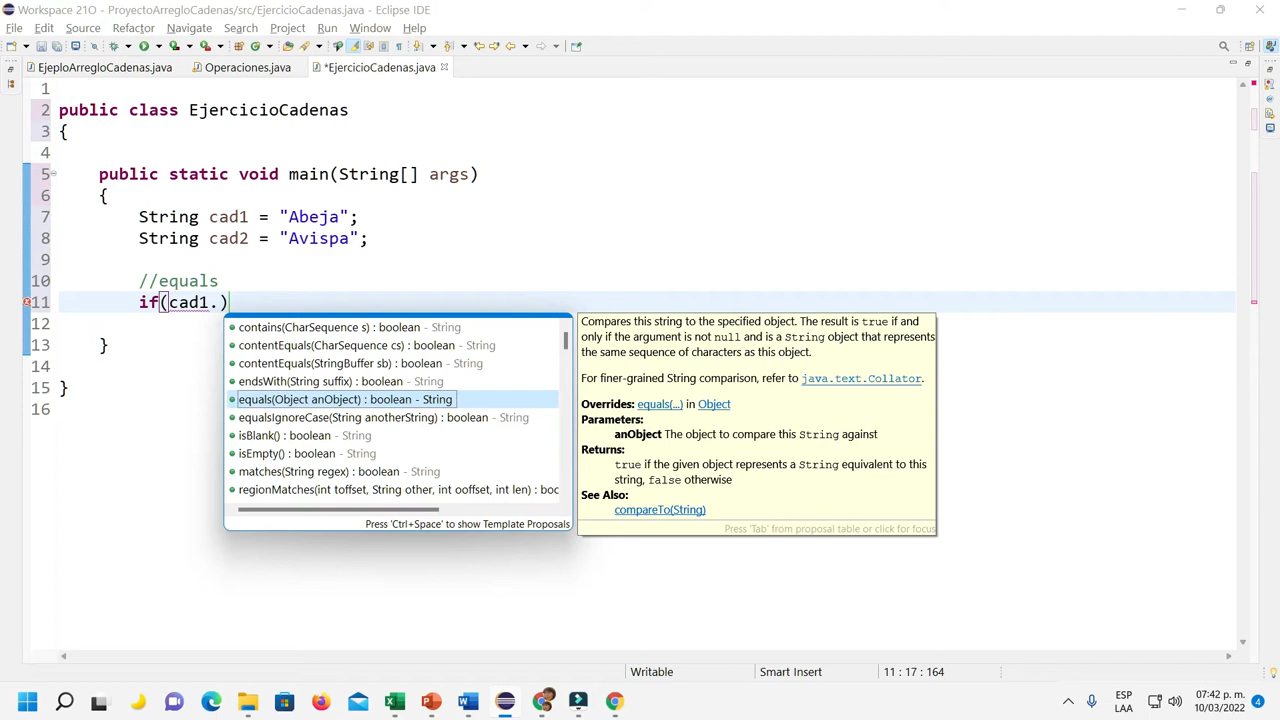 Workspace 21O - ProyectoArregloCadenas/src/EjercicioCadenas.java - Eclipse IDE
File Edit Source Refactor Navigate Search Project Run Window Help
EjeploArregloCadenas.java Operaciones.java *EjercicioCadenas.java
1
2 public class EjercicioCadenas
3 {
4
5 public static void main(String[] args)
6 {
7 String cad1 = "Abeja";
8 String cad2 = "Avispa";
9
10 //equals
11 if(cad1.)
12
13 }
14
15 }
16
contains(CharSequence s) : boolean - String
contentEquals(CharSequence cs) : boolean - String
contentEquals(StringBuffer sb) : boolean - String
endsWith(String suffix) : boolean - String
equals(Object anObject) : boolean - String
equalsIgnoreCase(String anotherString) : boolean - String
isBlank() : boolean - String
isEmpty() : boolean - String
matches(String regex) : boolean - String
regionMatches(int toffset, String other, int ooffset, int len) : boo
Press 'Ctrl+Space' to show Template Proposals
Compares this string to the specified object. The result is true if and
only if the argument is not null and is a String object that represents
the same sequence of characters as this object.
For finer-grained String comparison, refer to java.text.Collator.
Overrides: equals(...) in Object
Parameters:
anObject The object to compare this String against
Returns:
true if the given object represents a String equivalent to this
string, false otherwise
See Also:
compareTo(String)
Press 'Tab' from proposal table or click for focus
Writable Smart Insert 11 : 17 : 164
ESP
LAA
07:42 p. m.
10/03/2022
4